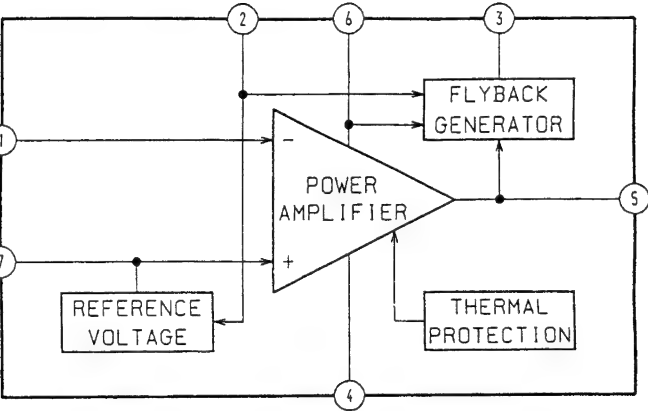 2
6
3
FLYBACK
GENERATOR
1
-
POWER
AMPLIFIER
5
7
+
REFERENCE
VOLTAGE
THERMAL
PROTECTION
4